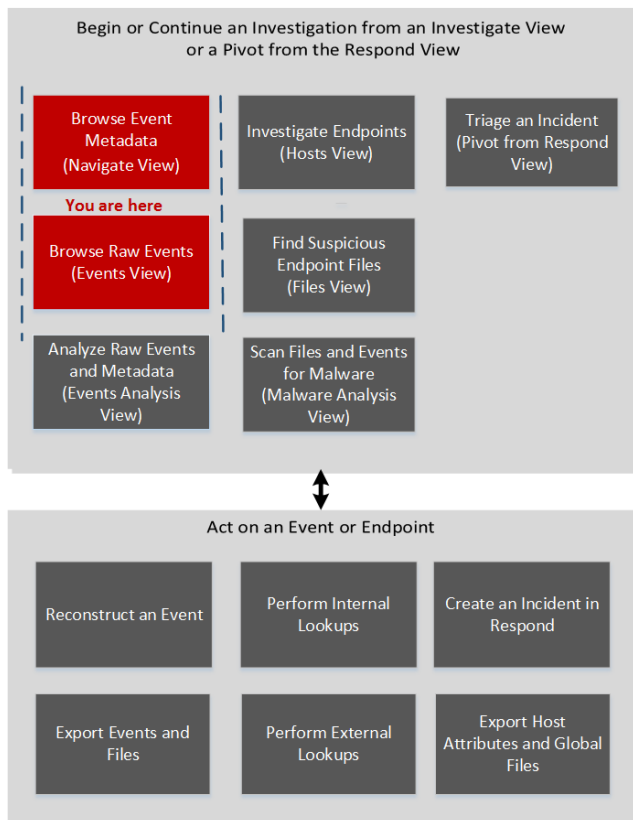 Begin or Continue an Investigation from an Investigate View
or a Pivot from the Respond View
Browse Event
Metadata
(Navigate View)
Investigate Endpoints
(Hosts View)
Triage an Incident
(Pivot from Respond
View)
You are here
Browse Raw Events
(Events View)
Find Suspicious
Endpoint Files
(Files View)
Analyze Raw Events
and Metadata
(Events Analysis
View)
Scan Files and Events
for Malware
(Malware Analysis
View)
Act on an Event or Endpoint
Reconstruct an Event
Perform Internal
Lookups
Create an Incident in
Respond
Export Events and
Files
Perform External
Lookups
Export Host
Attributes and Global
Files